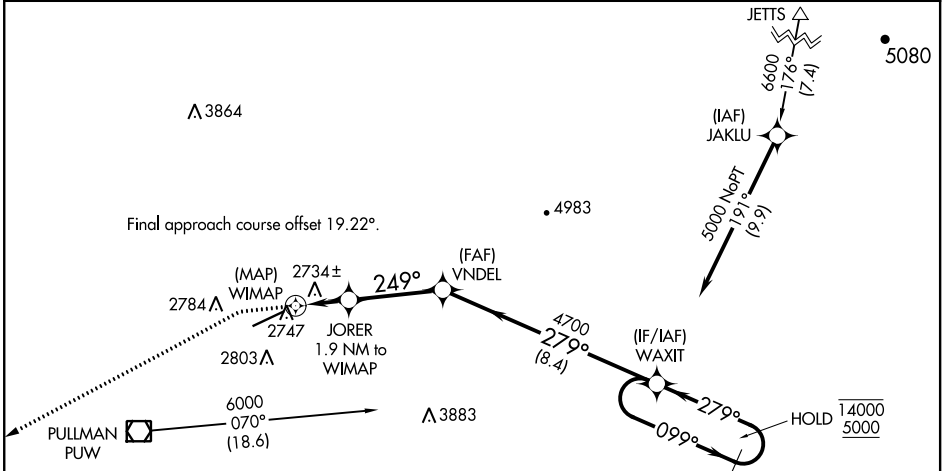 JETTS
5080
6600
176°
(7.4)
3864
(IAF)
JAKLU
5000 NoPT
191°
(9.9)
4983
Final approach course offset 19.22°.
(FAF)
VNDEL
(MAP)
WIMAP
2734±
249°
2784
2747
JORER
1.9 NM to
WIMAP
2803
4700
279°
(8.4)
(IF/IAF)
WAXIT
279°
099°
HOLD
14000
5000
6000
070°
(18.6)
3883
PULLMAN
PUW